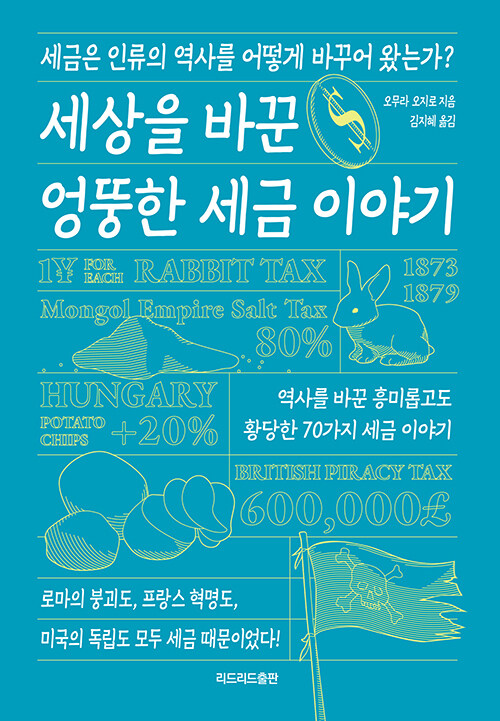 세금은 인류의 역사를 어떻게 바꾸어 왔는가?
세상을 바꾼
오무라 오지로 지음
김지혜 옮김
엉뚱한 세금 이야기
1¥ FOR EACH RABBIT TAX
1873
1879
Mongol Empire Salt Tax
80%
HUNGARY
POTATO CHIPS +20%
역사를 바꾼 흥미롭고도
황당한 70가지 세금 이야기
BRITISH PIRACY TAX
600,000£
로마의 붕괴도, 프랑스 혁명도,
미국의 독립도 모두 세금 때문이었다!
리드리드출판